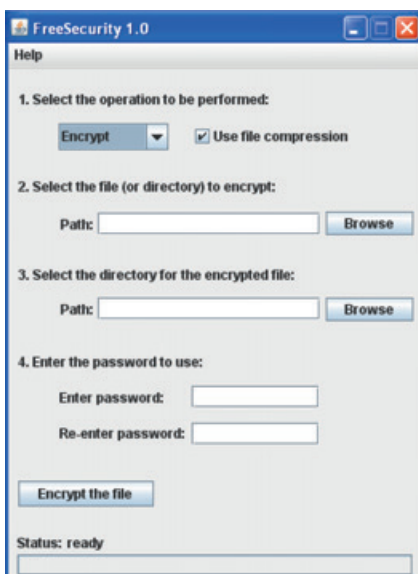 FreeSecurity 1.0
Help
1. Select the operation to be performed:
Encrypt Use file compression
2. Select the file (or directory) to encrypt:
Path: Browse
3. Select the directory for the encrypted file:
Path: Browse
4. Enter the password to use:
Enter password:
Re-enter password:
Encrypt the file
Status: ready